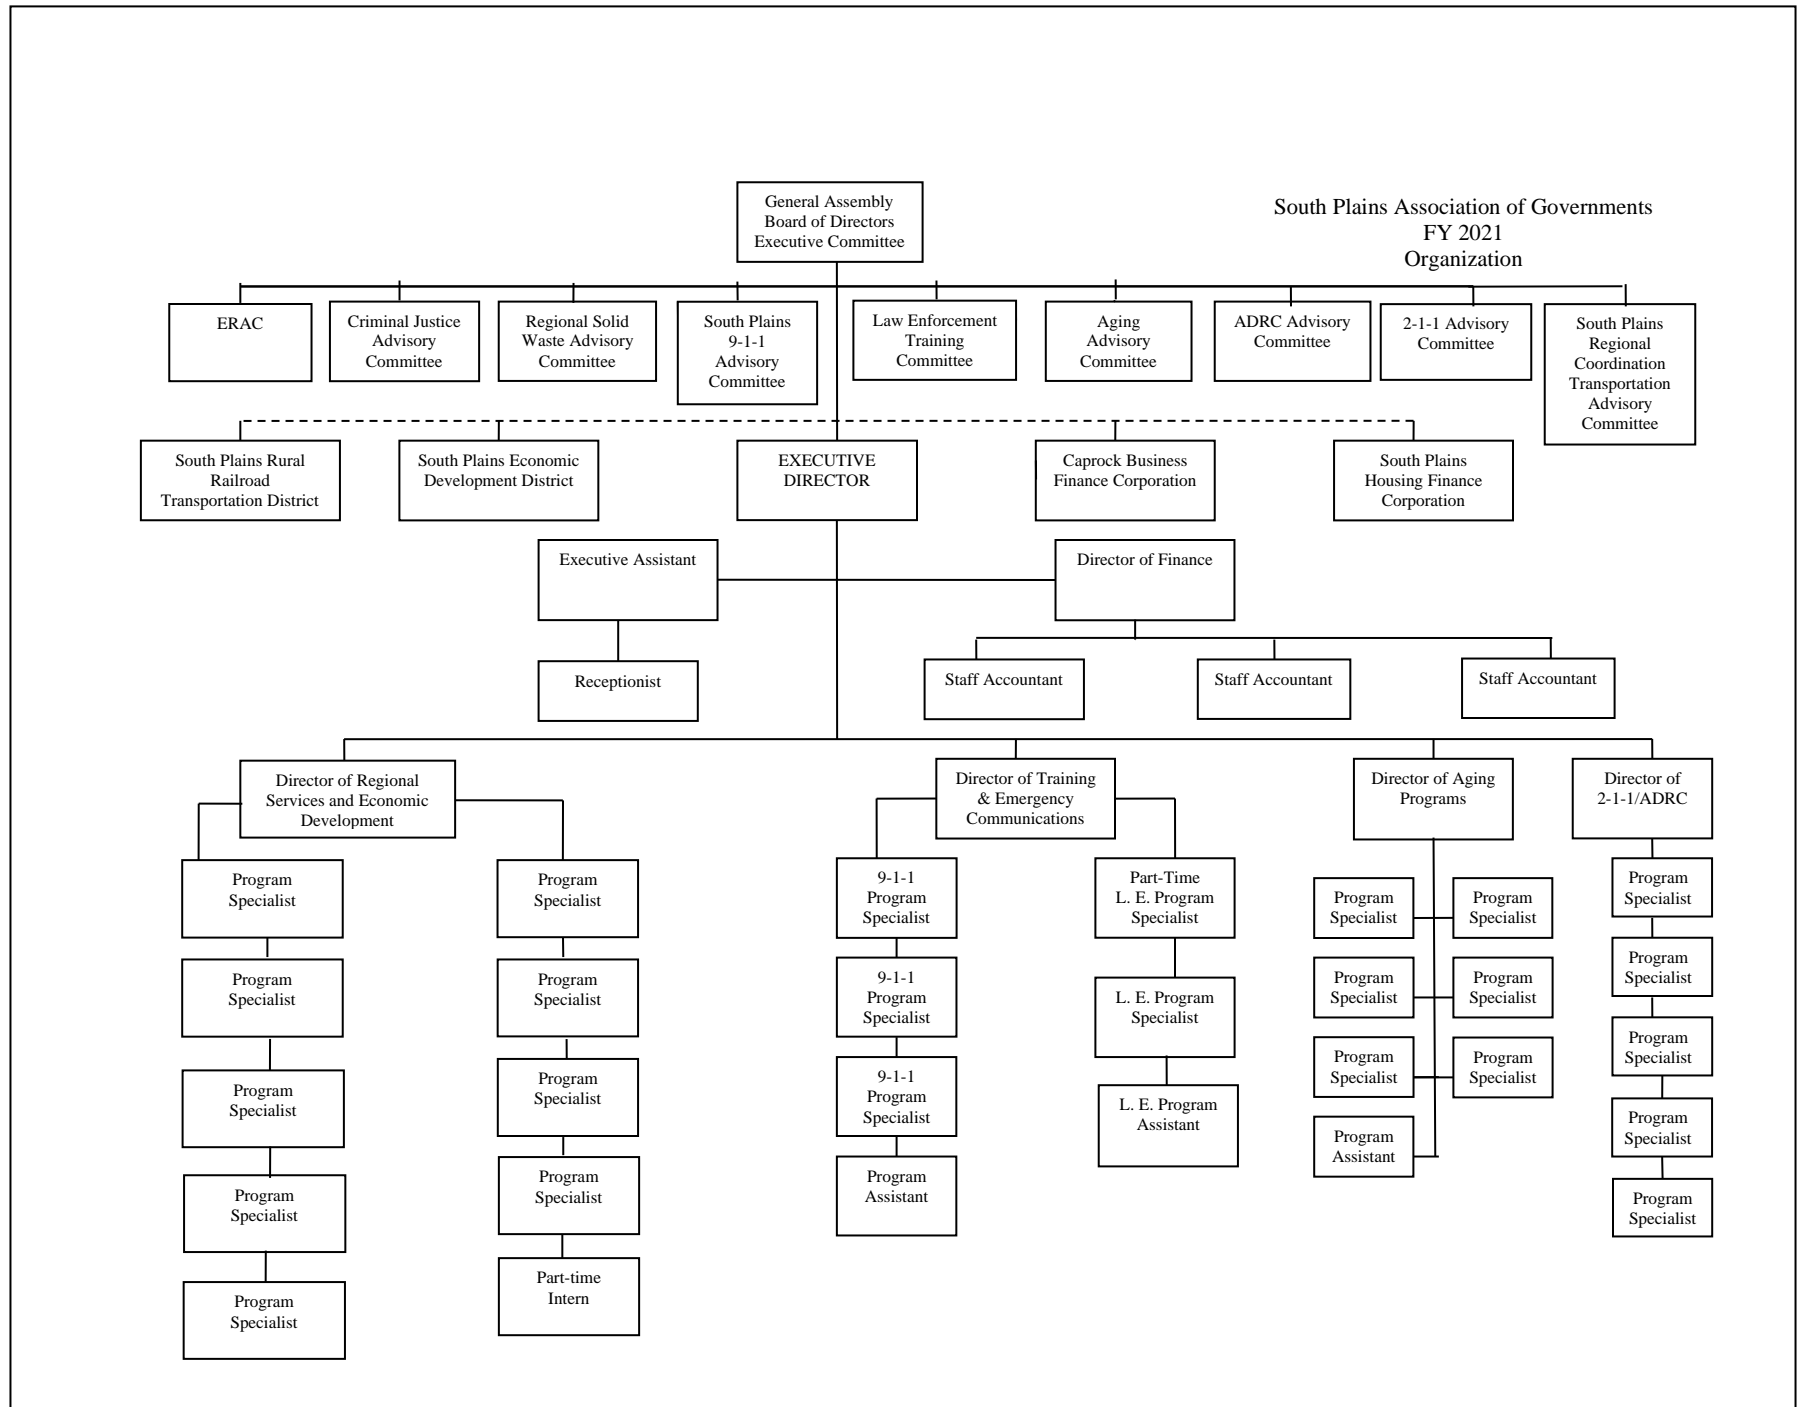 General Assembly
Board of Directors
Executive Committee
South Plains Association of Governments
FY 2021
Organization
ERAC
Criminal Justice
Advisory
Committee
Regional Solid
Waste Advisory
Committee
South Plains
9-1-1
Advisory
Committee
Law Enforcement
Training
Committee
Aging
Advisory
Committee
ADRC Advisory
Committee
2-1-1 Advisory
Committee
South Plains
Regional
Coordination
Transportation
Advisory
Committee
South Plains Rural
Railroad
Transportation District
South Plains Economic
Development District
EXECUTIVE
DIRECTOR
Caprock Business
Finance Corporation
South Plains
Housing Finance
Corporation
Executive Assistant
Director of Finance
Receptionist
Staff Accountant
Staff Accountant
Staff Accountant
Director of Regional
Services and Economic
Development
Director of Training
& Emergency
Communications
Director of Aging
Programs
Director of
2-1-1/ADRC
Program
Specialist
Program
Specialist
Program
Specialist
Program
Specialist
Program
Specialist
Program
Specialist
Program
Specialist
Program
Specialist
Program
Specialist
Part-time
Intern
9-1-1
Program
Specialist
9-1-1
Program
Specialist
9-1-1
Program
Specialist
Program
Assistant
Part-Time
L. E. Program
Specialist
L. E. Program
Specialist
L. E. Program
Assistant
Program
Specialist
Program
Specialist
Program
Specialist
Program
Specialist
Program
Specialist
Program
Specialist
Program
Assistant
Program
Specialist
Program
Specialist
Program
Specialist
Program
Specialist
Program
Specialist